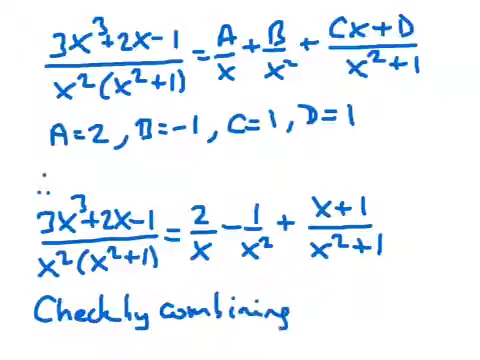 3x³+2x-1 / x²(x²+1) = A/x + B/x² + Cx+D / x²+1
A=2, B=-1, C=1, D=1
∴
3x³+2x-1 / x²(x²+1) = 2/x - 1/x² + x+1 / x²+1
Check by combining